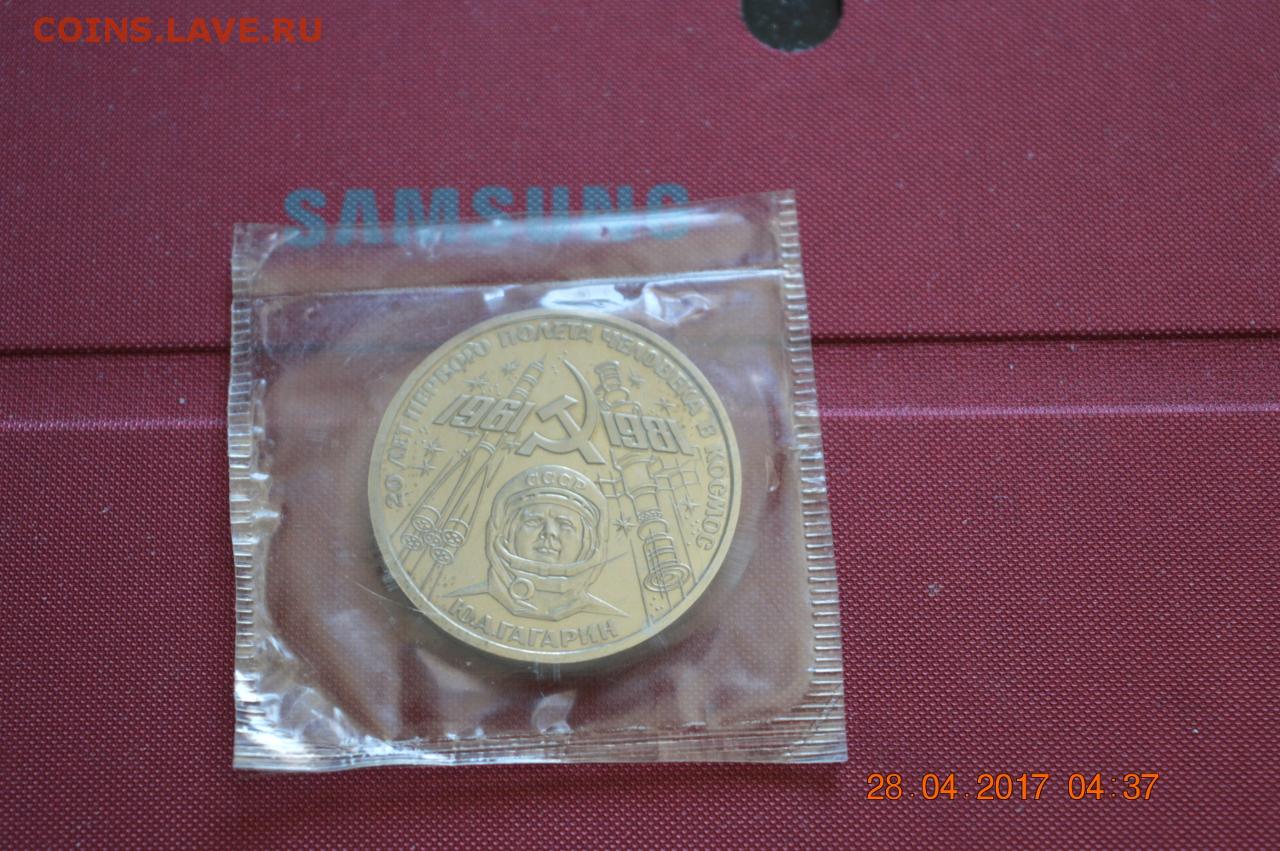 COINS.LAVE.RU
SAMSUNG
20 ЛЕТ ПЕРВОГО ПОЛЕТА ЧЕЛОВЕКА В КОСМОС
1961 1981
СССР
Ю.А.ГАГАРИН
28.04.2017 04:37